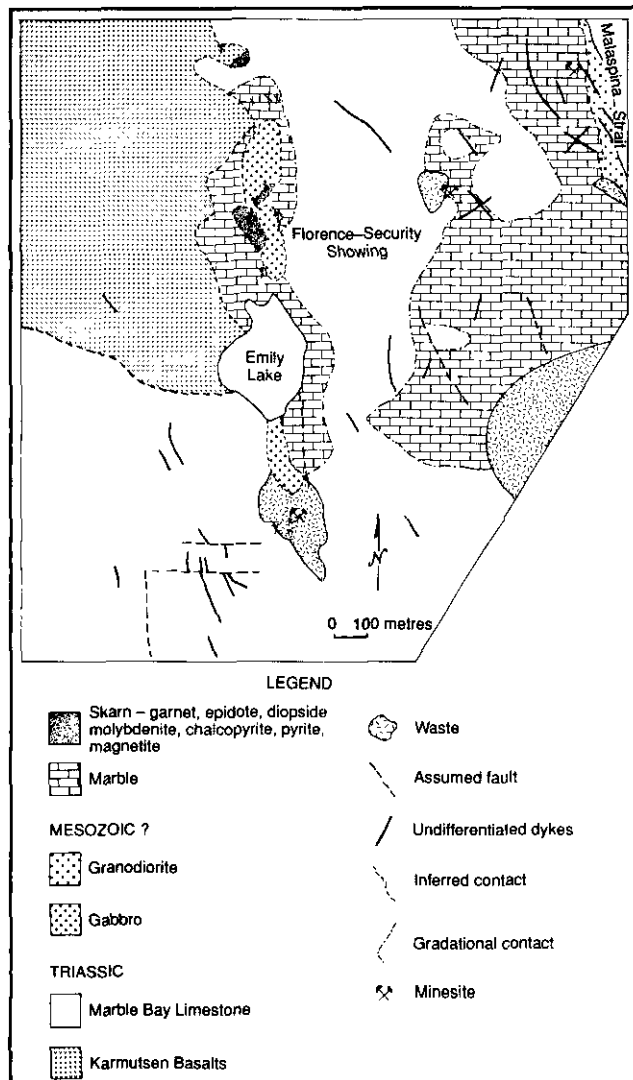 Malaspina
Strait
Florence–Security
Showing
Emily
Lake
N
0 100 metres
LEGEND
Skarn – garnet, epidote, diopside
molybdenite, chalcopyrite, pyrite,
magnetite
Marble
MESOZOIC ?
Granodiorite
Gabbro
TRIASSIC
Marble Bay Limestone
Karmutsen Basalts
Waste
Assumed fault
Undifferentiated dykes
Inferred contact
Gradational contact
Minesite